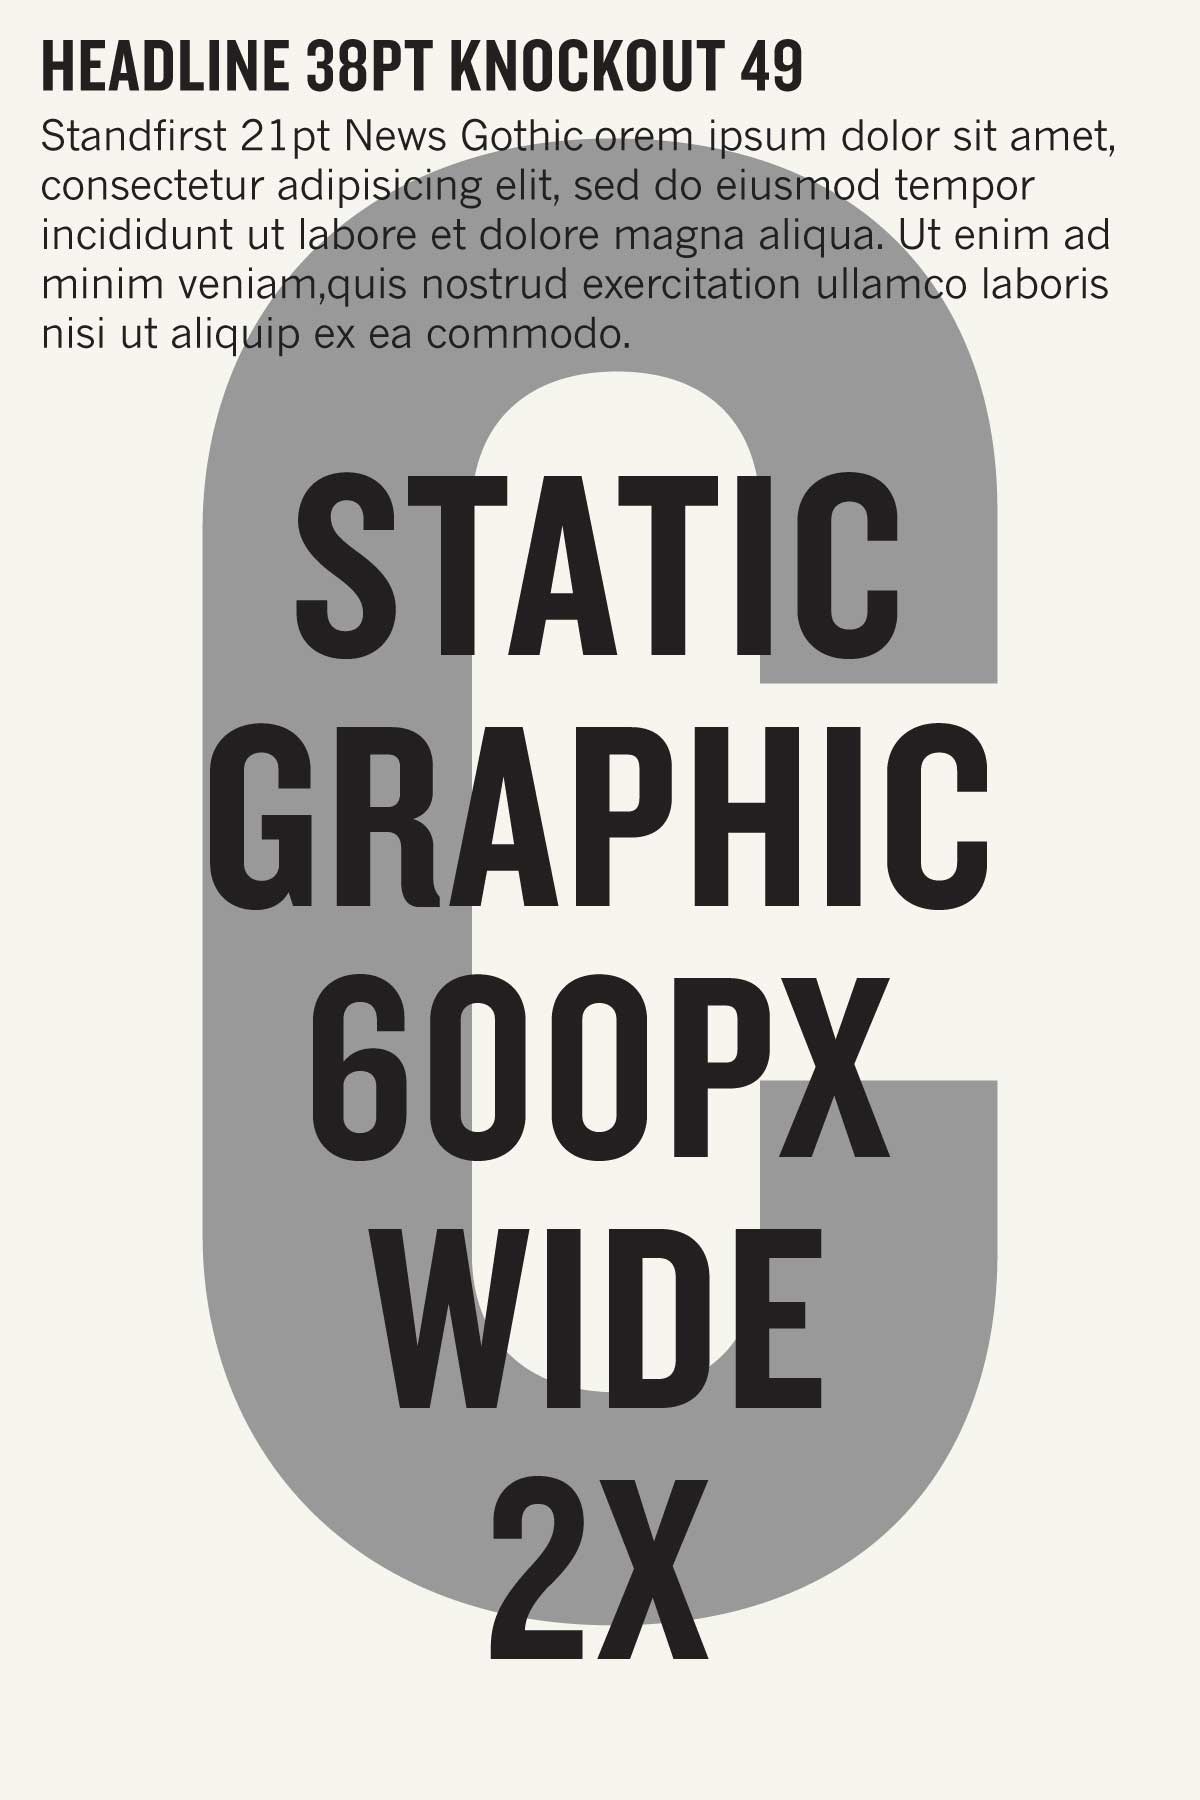 HEADLINE 38PT KNOCKOUT 49
Standfirst 21pt News Gothic orem ipsum dolor sit amet,
consectetur adipisicing elit, sed do eiusmod tempor
incididunt ut labore et dolore magna aliqua. Ut enim ad
minim veniam,quis nostrud exercitation ullamco laboris
nisi ut aliquip ex ea commodo.
C
STATIC
GRAPHIC
600PX
WIDE
2X